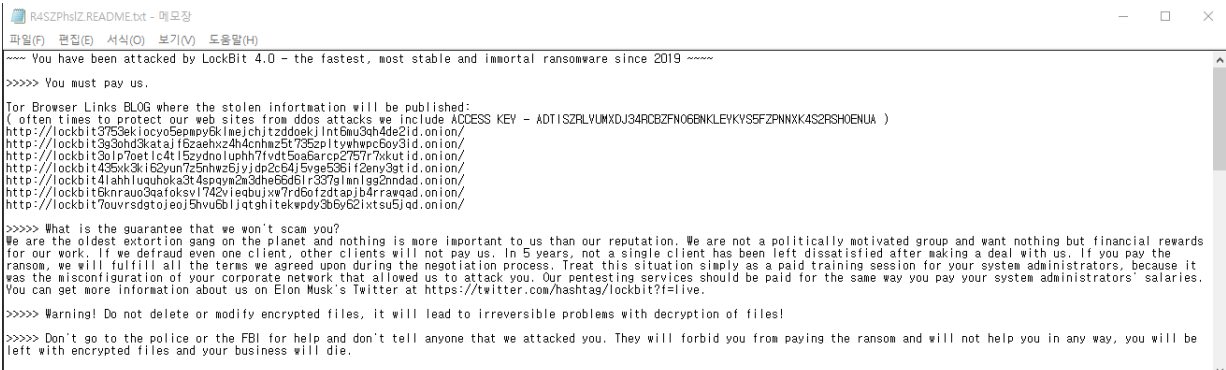 R4SZPhslZ.README.txt - 메모장
파일(F) 편집(E) 서식(O) 보기(V) 도움말(H)
~~~ You have been attacked by LockBit 4.0 - the fastest, most stable and immortal ransomware since 2019 ~~~~
>>>>> You must pay us.
Tor Browser Links BLOG where the stolen infortmation will be published:
( often times to protect our web sites from ddos attacks we include ACCESS KEY - ADTISZRLVUMXDJ34RCBZFNO6BNKLEYKYS5FZPNNXK4S2RSHOENUA )
http://lockbit3753ekiocyo5epmpy6klmejchjtzddoekjlnt6mu3qh4de2id.onion/
http://lockbit3g3ohd3katajf6zaehxz4h4cnhmz5t735zpltywhwpc6oy3id.onion/
http://lockbit3olp7oetlc4tl5zydnoluphh7fvdt5oa6arcp2757r7xkutid.onion/
http://lockbit435xk3ki62yun7z5nhwz6jyjdp2c64j5vge536if2eny3gtid.onion/
http://lockbit4lahhluquhoka3t4spqym2m3dhe66d6lr337glmnlgg2nndad.onion/
http://lockbit6knrauo3qafoksvl742vieqbujxw7rd6ofzdtapjb4rrawqad.onion/
http://lockbit7ouvrsdgtojeoj5hvu6bljqtghitekwpdy3b6y62ixtsu5jqd.onion/
>>>>> What is the guarantee that we won't scam you?
We are the oldest extortion gang on the planet and nothing is more important to us than our reputation. We are not a politically motivated group and want nothing but financial rewards
for our work. If we defraud even one client, other clients will not pay us. In 5 years, not a single client has been left dissatisfied after making a deal with us. If you pay the
ransom, we will fulfill all the terms we agreed upon during the negotiation process. Treat this situation simply as a paid training session for your system administrators, because it
was the misconfiguration of your corporate network that allowed us to attack you. Our pentesting services should be paid for the same way you pay your system administrators' salaries.
You can get more information about us on Elon Musk's Twitter at https://twitter.com/hashtag/lockbit?f=live.
>>>>> Warning! Do not delete or modify encrypted files, it will lead to irreversible problems with decryption of files!
>>>>> Don't go to the police or the FBI for help and don't tell anyone that we attacked you. They will forbid you from paying the ransom and will not help you in any way, you will be
left with encrypted files and your business will die.